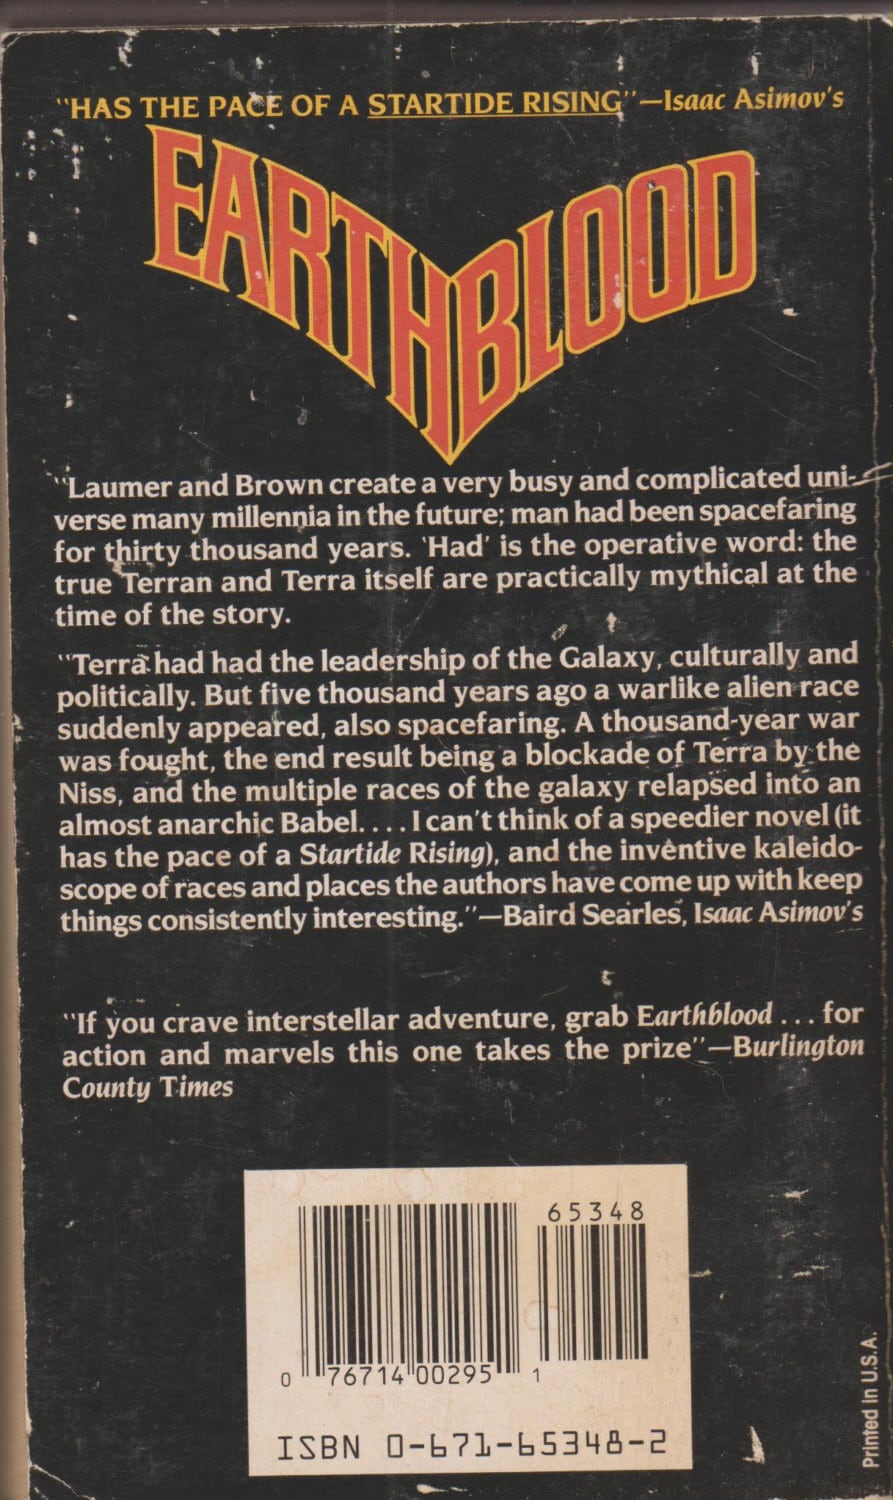 "HAS THE PACE OF A STARTIDE RISING"—Isaac Asimov's
EARTHBLOOD
"Laumer and Brown create a very busy and complicated uni-
verse many millennia in the future; man had been spacefaring
for thirty thousand years. 'Had' is the operative word: the
true Terran and Terra itself are practically mythical at the
time of the story.
"Terra had had the leadership of the Galaxy, culturally and
politically. But five thousand years ago a warlike alien race
suddenly appeared, also spacefaring. A thousand-year war
was fought, the end result being a blockade of Terra by the
Niss, and the multiple races of the galaxy relapsed into an
almost anarchic Babel. . . . I can't think of a speedier novel (it
has the pace of a Startide Rising), and the inventive kaleido-
scope of races and places the authors have come up with keep
things consistently interesting."—Baird Searles, Isaac Asimov's
"If you crave interstellar adventure, grab Earthblood . . . for
action and marvels this one takes the prize"—Burlington
County Times
65348
0 76714 00295 1
ISBN 0-671-65348-2
Printed in U.S.A.